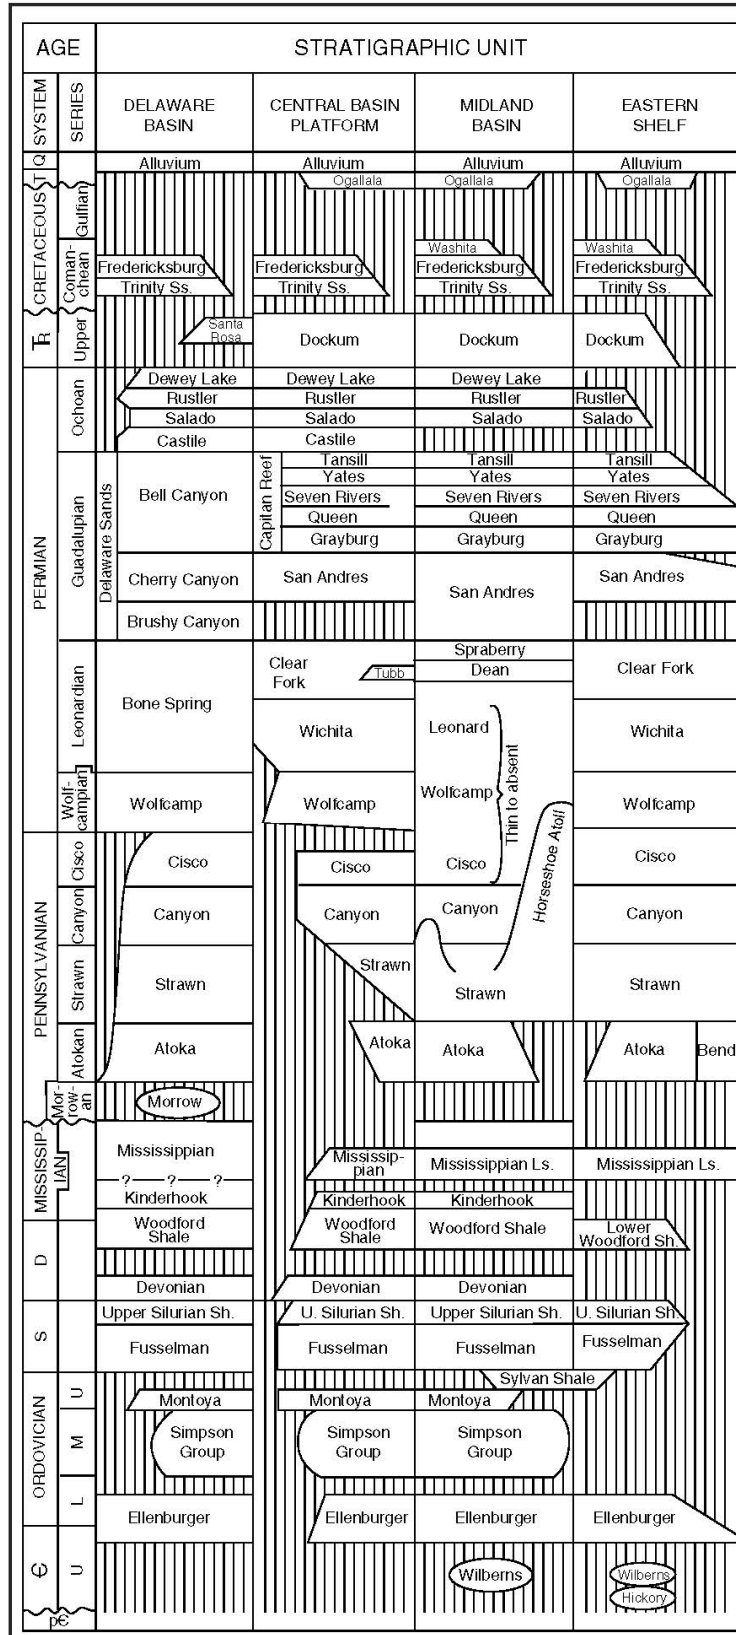 AGE
STRATIGRAPHIC UNIT
SYSTEM
SERIES
DELAWARE
BASIN
CENTRAL BASIN
PLATFORM
MIDLAND
BASIN
EASTERN
SHELF
Q
Alluvium
Alluvium
Alluvium
Alluvium
T
Ogallala
Ogallala
Ogallala
CRETACEOUS
Gulfian
Coman-
chean
Washita
Washita
Fredericksburg
Fredericksburg
Fredericksburg
Fredericksburg
Trinity Ss.
Trinity Ss.
Trinity Ss.
Trinity Ss.
TR
Upper
Santa
Rosa
Dockum
Dockum
Dockum
PERMIAN
Ochoan
Dewey Lake
Dewey Lake
Dewey Lake
Rustler
Rustler
Rustler
Rustler
Salado
Salado
Salado
Salado
Castile
Castile
Guadalupian
Delaware Sands
Bell Canyon
Capitan Reef
Tansill
Tansill
Tansill
Yates
Yates
Yates
Seven Rivers
Seven Rivers
Seven Rivers
Queen
Queen
Queen
Grayburg
Grayburg
Grayburg
Cherry Canyon
San Andres
San Andres
San Andres
Brushy Canyon
Leonardian
Bone Spring
Clear
Fork
Tubb
Spraberry
Dean
Clear Fork
Wichita
Leonard
Wichita
Wolf-
campian
Wolfcamp
Wolfcamp
Wolfcamp
Thin to absent
Wolfcamp
PENNSYLVANIAN
Cisco
Cisco
Cisco
Cisco
Horseshoe Atoll
Cisco
Canyon
Canyon
Canyon
Canyon
Canyon
Strawn
Strawn
Strawn
Strawn
Strawn
Atokan
Atoka
Atoka
Atoka
Atoka
Bend
Mor-
row-
an
Morrow
MISSISSIP-
IAN
Mississippian
Mississip-
pian
Mississippian Ls.
Mississippian Ls.
? — ? — ?
Kinderhook
Kinderhook
Kinderhook
D
Woodford
Shale
Woodford
Shale
Woodford Shale
Lower
Woodford Sh.
Devonian
Devonian
Devonian
S
Upper Silurian Sh.
U. Silurian Sh.
Upper Silurian Sh.
U. Silurian Sh.
Fusselman
Fusselman
Fusselman
Fusselman
ORDOVICIAN
U
Sylvan Shale
Montoya
Montoya
Montoya
M
Simpson
Group
Simpson
Group
Simpson
Group
L
Ellenburger
Ellenburger
Ellenburger
Ellenburger
Є
U
Wilberns
Wilberns
Hickory
pЄ